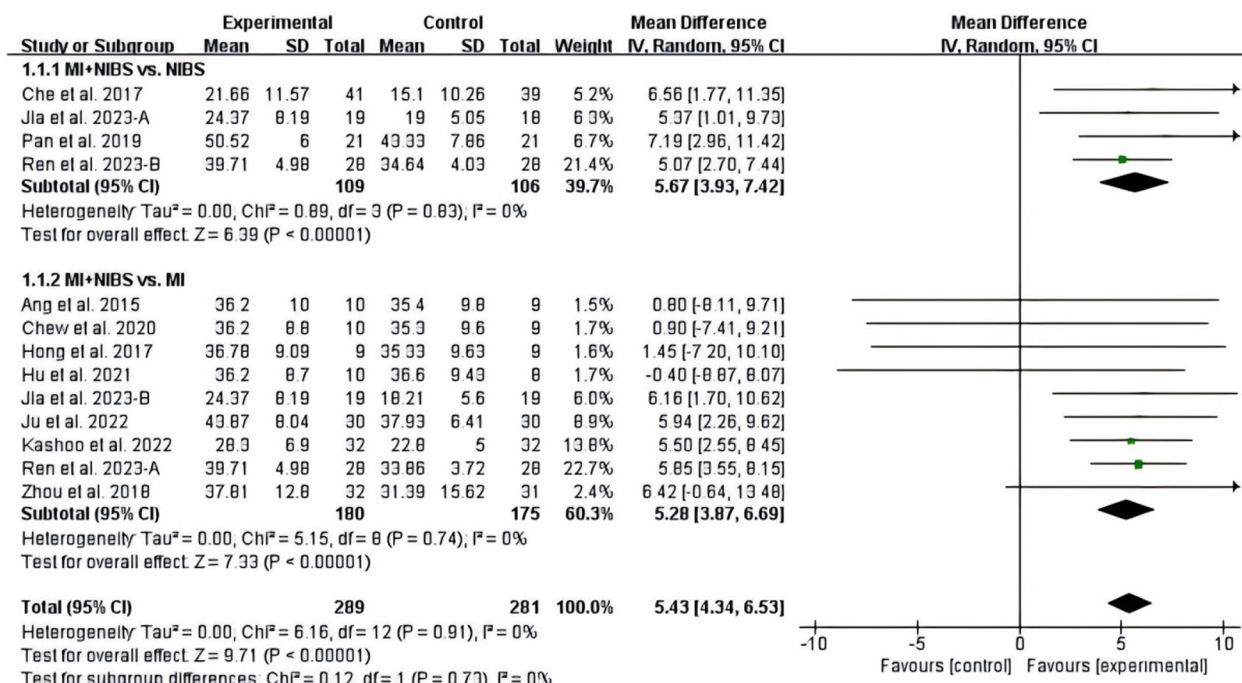 Experimental Control Mean Difference Mean Difference
Study or Subgroup Mean SD Total Mean SD Total Weight IV, Random, 95% CI IV, Random, 95% CI
1.1.1 MI+NIBS vs. NIBS
Che et al. 2017 21.66 11.57 41 15.1 10.26 39 5.2% 6.56 [1.77, 11.35]
Jia et al. 2023-A 24.37 8.19 19 19 5.05 18 6.3% 5.37 [1.01, 9.73]
Pan et al. 2019 50.52 6 21 43.33 7.86 21 6.7% 7.19 [2.96, 11.42]
Ren et al. 2023-B 39.71 4.98 28 34.64 4.03 28 21.4% 5.07 [2.70, 7.44]
Subtotal (95% CI) 109 106 39.7% 5.67 [3.93, 7.42]
Heterogeneity: Tau² = 0.00; Chi² = 0.89, df = 3 (P = 0.83); I² = 0%
Test for overall effect: Z = 6.39 (P < 0.00001)
1.1.2 MI+NIBS vs. MI
Ang et al. 2015 36.2 10 10 35.4 9.8 9 1.5% 0.80 [-8.11, 9.71]
Chew et al. 2020 36.2 8.8 10 35.3 9.6 9 1.7% 0.90 [-7.41, 9.21]
Hong et al. 2017 36.78 9.09 9 35.33 9.63 9 1.6% 1.45 [-7.20, 10.10]
Hu et al. 2021 36.2 8.7 10 36.6 9.43 8 1.7% -0.40 [-8.87, 8.07]
Jia et al. 2023-B 24.37 8.19 19 18.21 5.6 19 6.0% 6.16 [1.70, 10.62]
Ju et al. 2022 43.87 8.04 30 37.93 6.41 30 8.9% 5.94 [2.26, 9.62]
Kashoo et al. 2022 28.3 6.9 32 22.8 5 32 13.8% 5.50 [2.55, 8.45]
Ren et al. 2023-A 39.71 4.98 28 33.86 3.72 28 22.7% 5.85 [3.55, 8.15]
Zhou et al. 2018 37.81 12.8 32 31.39 15.62 31 2.4% 6.42 [-0.64, 13.48]
Subtotal (95% CI) 180 175 60.3% 5.28 [3.87, 6.69]
Heterogeneity: Tau² = 0.00; Chi² = 5.15, df = 8 (P = 0.74); I² = 0%
Test for overall effect: Z = 7.33 (P < 0.00001)
Total (95% CI) 289 281 100.0% 5.43 [4.34, 6.53]
Heterogeneity: Tau² = 0.00; Chi² = 6.16, df = 12 (P = 0.91); I² = 0%
Test for overall effect: Z = 9.71 (P < 0.00001)
Test for subgroup differences: Chi² = 0.12, df = 1 (P = 0.73), I² = 0%
-10 -5 0 5 10
Favours [control] Favours [experimental]